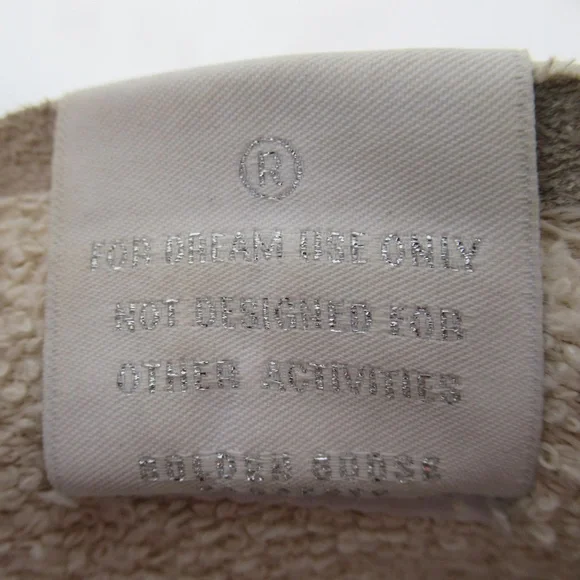 ®
FOR DREAM USE ONLY
NOT DESIGNED FOR
OTHER ACTIVITIES
GOLDEN GOOSE